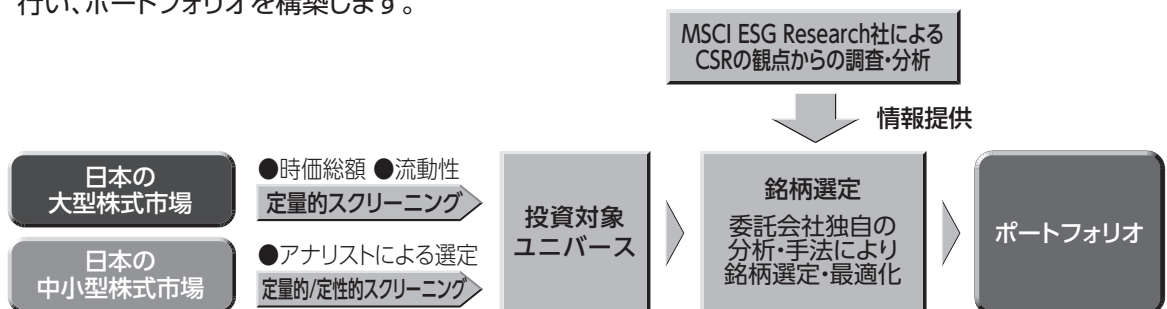 行い、ポートフォリオを構築します。
MSCI ESG Research社による
CSRの観点からの調査・分析
情報提供
日本の
大型株式市場
●時価総額 ●流動性
定量的スクリーニング
日本の
中小型株式市場
●アナリストによる選定
定量的/定性的スクリーニング
投資対象
ユニバース
銘柄選定
委託会社独自の
分析・手法により
銘柄選定・最適化
ポートフォリオ